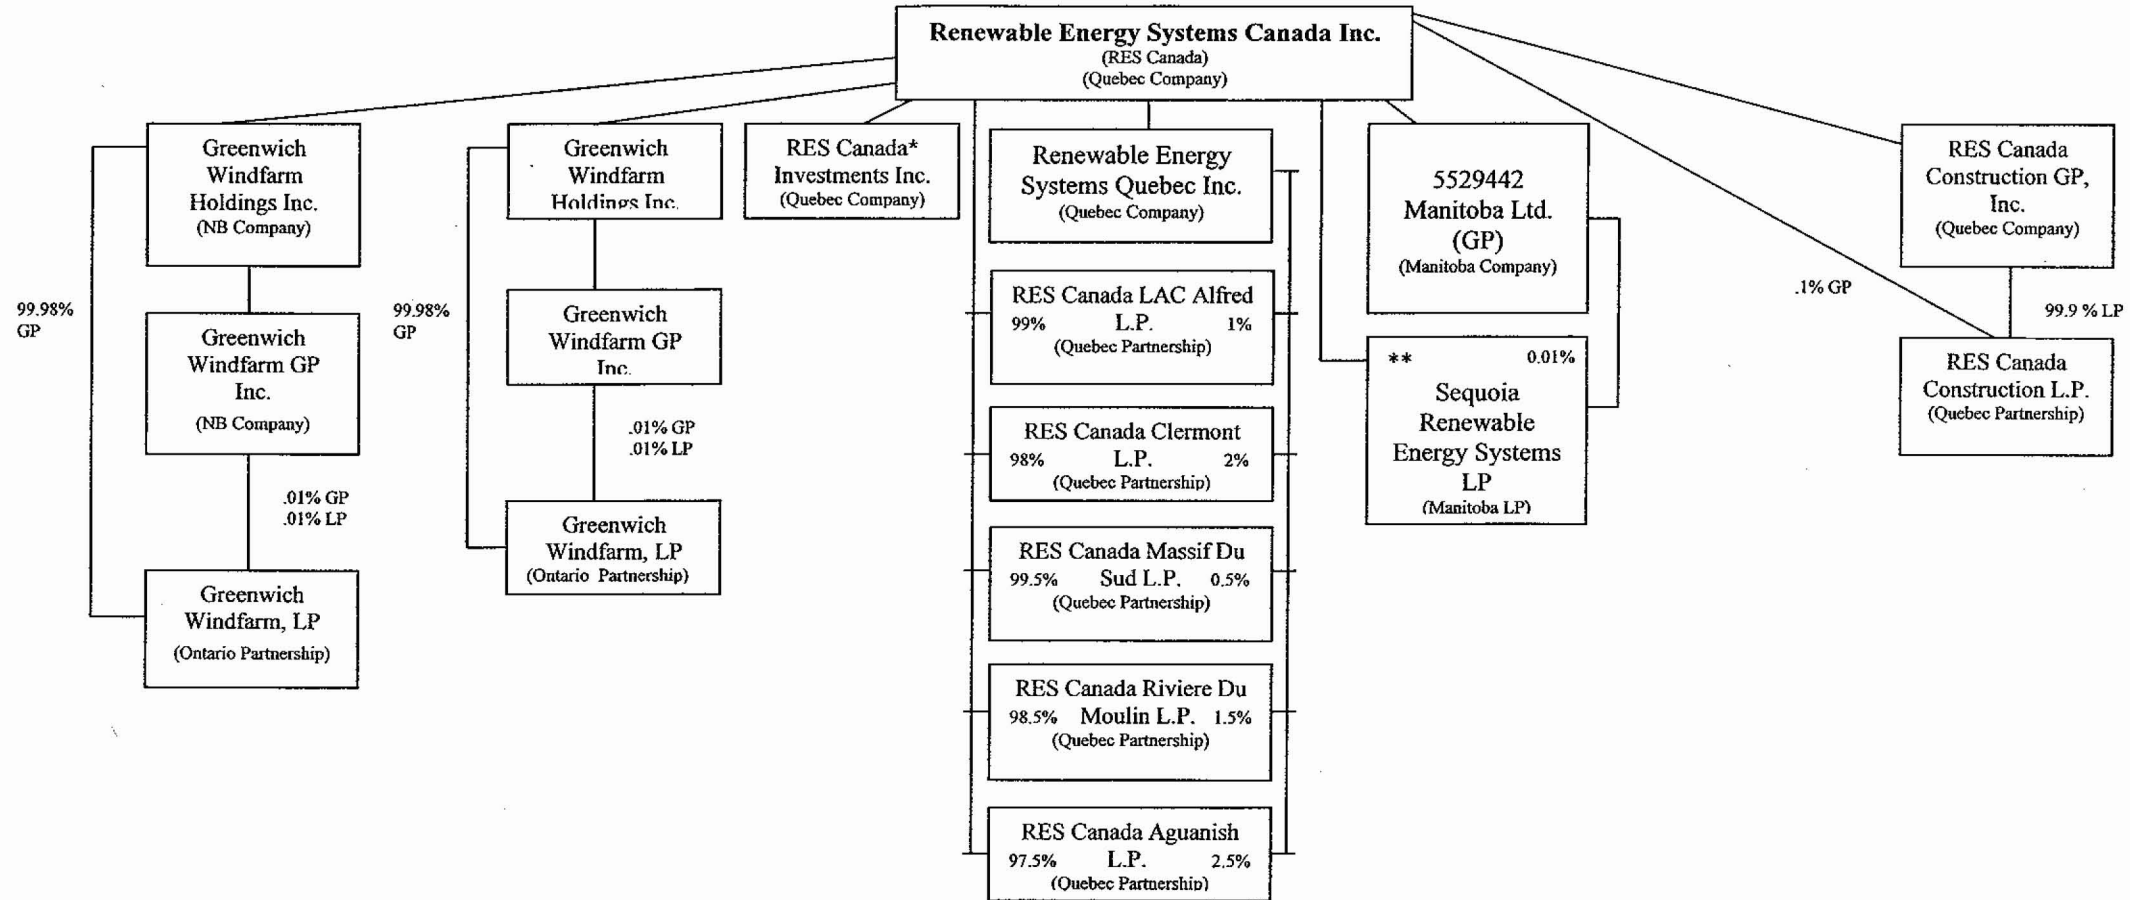 Renewable Energy Systems Canada Inc.
(RES Canada)
(Quebec Company)
Greenwich
Windfarm
Holdings Inc.
(NB Company)
99.98%
GP
Greenwich
Windfarm GP
Inc.
(NB Company)
.01% GP
.01% LP
Greenwich
Windfarm, LP
(Ontario Partnership)
Greenwich
Windfarm
Holdings Inc.
99.98%
GP
Greenwich
Windfarm GP
Inc.
.01% GP
.01% LP
Greenwich
Windfarm, LP
(Ontario Partnership)
RES Canada*
Investments Inc.
(Quebec Company)
Renewable Energy
Systems Quebec Inc.
(Quebec Company)
RES Canada LAC Alfred
99% L.P. 1%
(Quebec Partnership)
RES Canada Clermont
98% L.P. 2%
(Quebec Partnership)
RES Canada Massif Du
99.5% Sud L.P. 0.5%
(Quebec Partnership)
RES Canada Riviere Du
98.5% Moulin L.P. 1.5%
(Quebec Partnership)
RES Canada Aguanish
97.5% L.P. 2.5%
(Quebec Partnership)
5529442
Manitoba Ltd.
(GP)
(Manitoba Company)
** 0.01%
Sequoia
Renewable
Energy Systems
LP
(Manitoba LP)
RES Canada
Construction GP,
Inc.
(Quebec Company)
.1% GP
99.9 % LP
RES Canada
Construction L.P.
(Quebec Partnership)